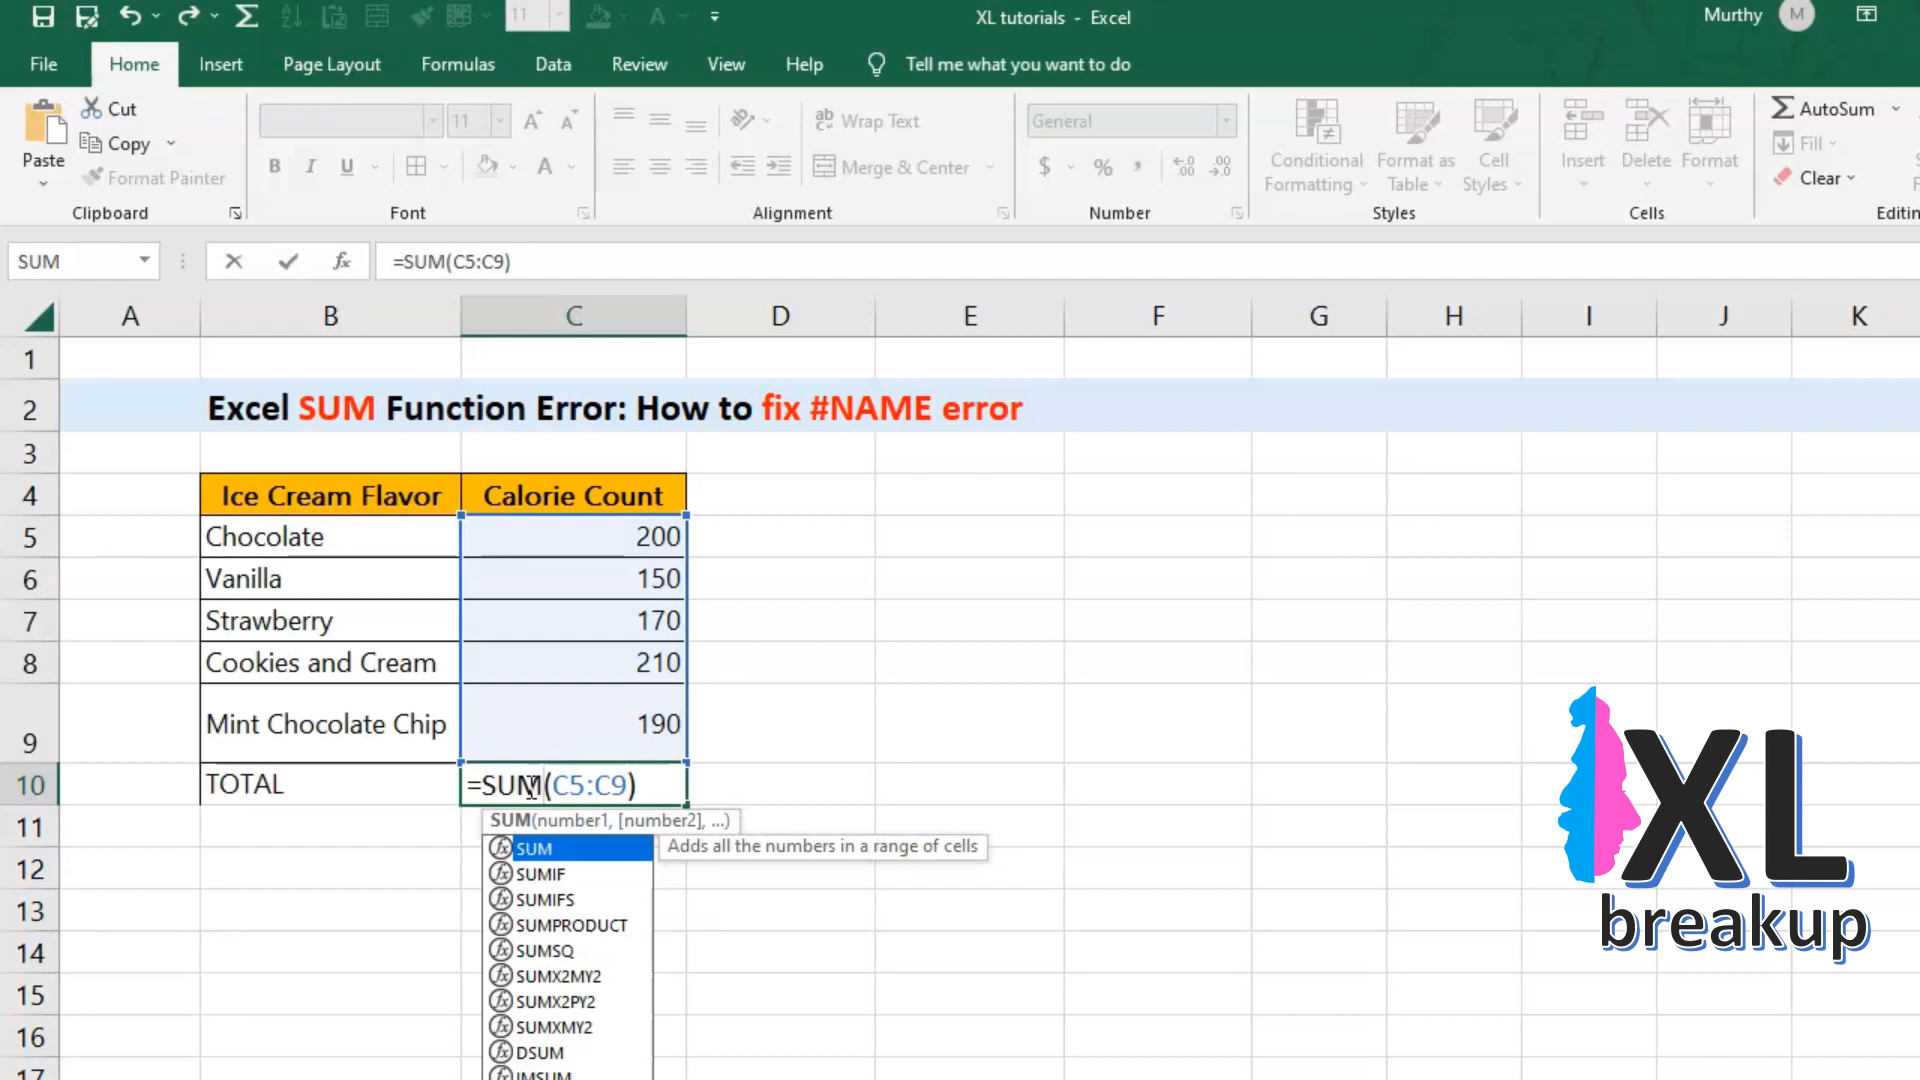 11
XL tutorials - Excel
Murthy M
File Home Insert Page Layout Formulas Data Review View Help Tell me what you want to do
Paste
Cut
Copy
Format Painter
Clipboard
11
B I U
Font
Wrap Text
Merge & Center
Alignment
General
$ % ,
Number
Conditional
Formatting
Format as
Table
Cell
Styles
Styles
Insert
Delete
Format
Cells
AutoSum
Fill
Clear
Editin
SUM
fx
=SUM(C5:C9)
A B C D E F G H I J K
1
2 Excel SUM Function Error: How to fix #NAME error
3
4 Ice Cream Flavor Calorie Count
5 Chocolate 200
6 Vanilla 150
7 Strawberry 170
8 Cookies and Cream 210
9 Mint Chocolate Chip 190
10 TOTAL =SUM(C5:C9)
11
12
13
14
15
16
17
SUM(number1, [number2], ...)
SUM
Adds all the numbers in a range of cells
SUMIF
SUMIFS
SUMPRODUCT
SUMSQ
SUMX2MY2
SUMX2PY2
SUMXMY2
DSUM
IMSUM
XL
breakup